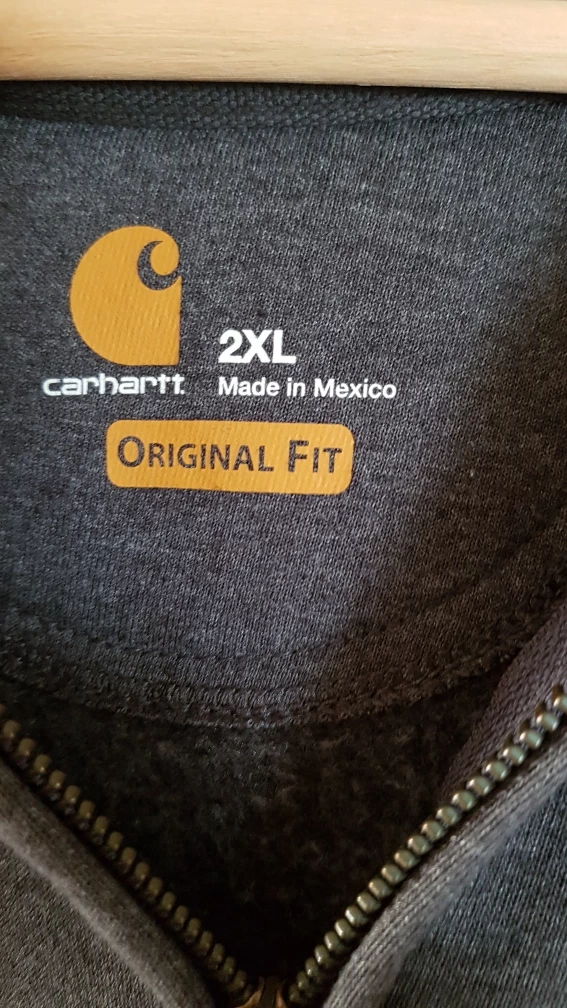 carhartt
2XL
Made in Mexico
ORIGINAL FIT